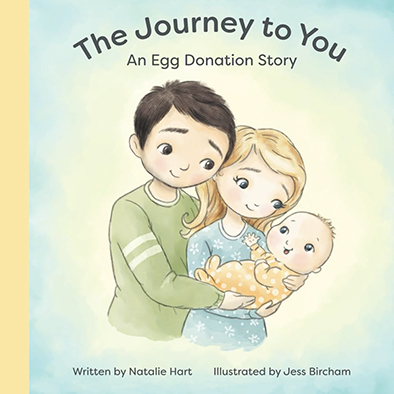 The Journey to You
An Egg Donation Story
Written by Natalie Hart Illustrated by Jess Bircham